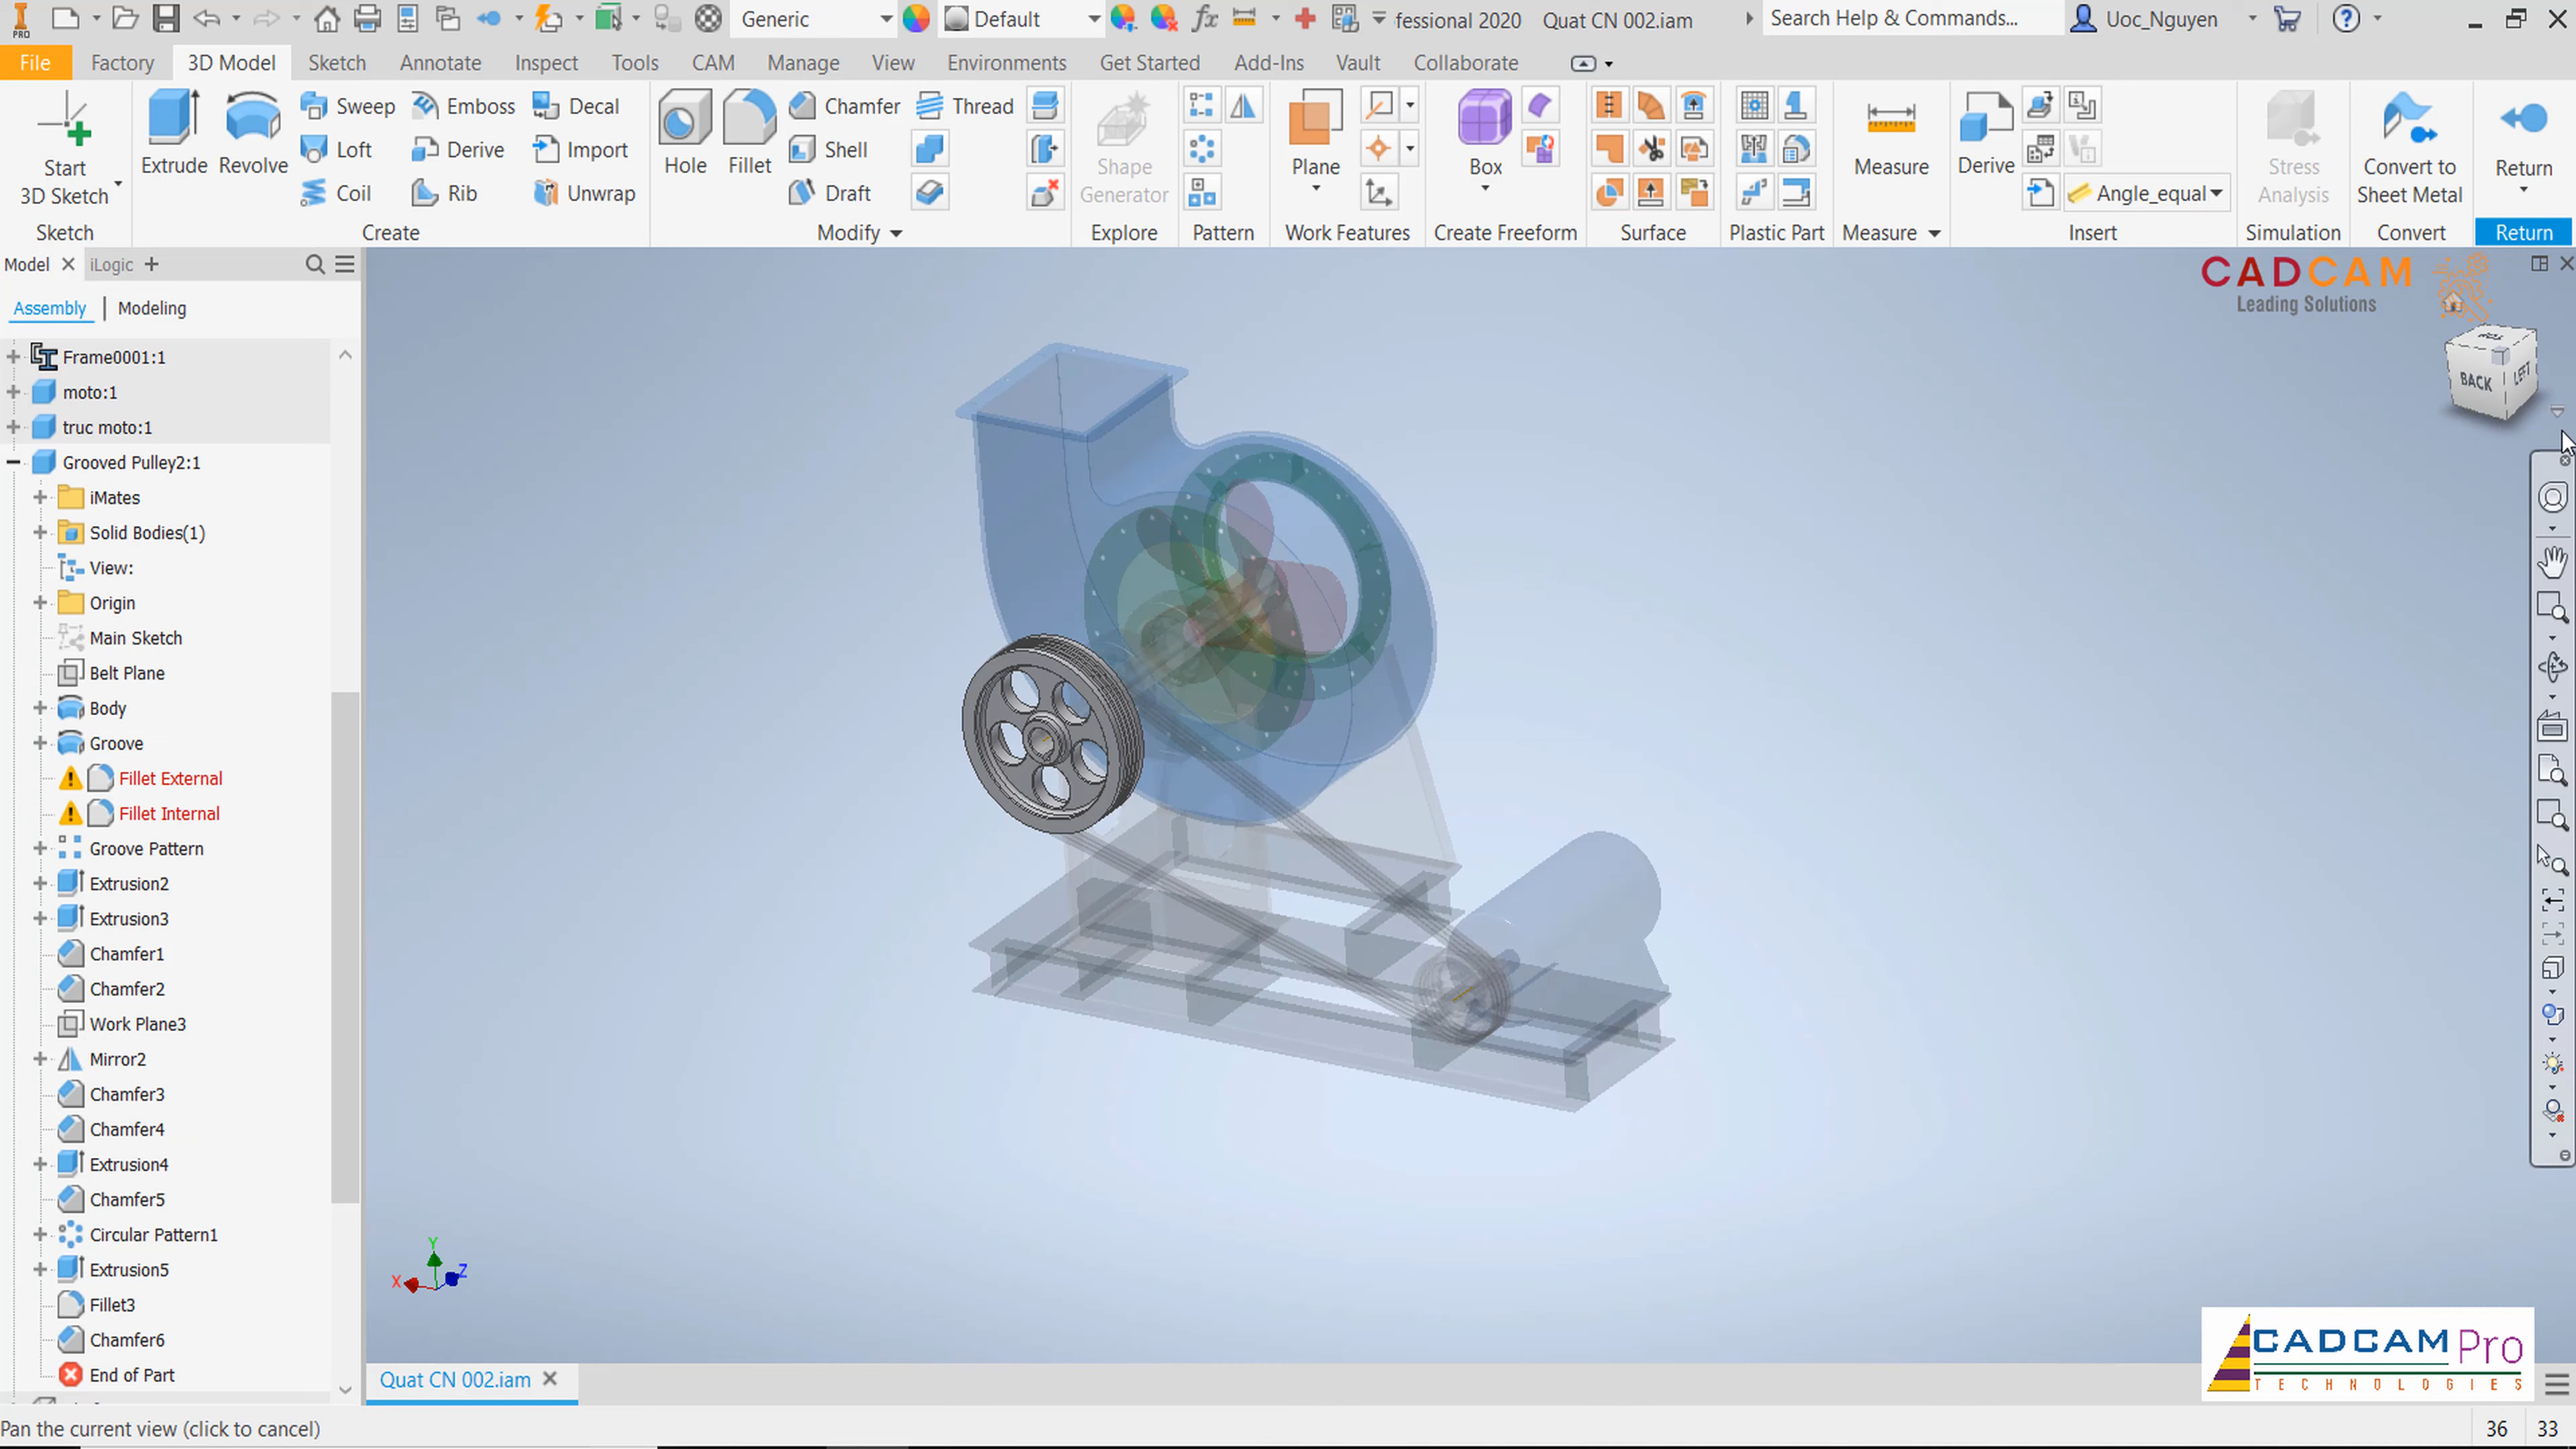 PRO
Generic
Default
fx
fessional 2020
Quat CN 002.iam
Search Help & Commands...
Uoc_Nguyen
File
Factory
3D Model
Sketch
Annotate
Inspect
Tools
CAM
Manage
View
Environments
Get Started
Add-Ins
Vault
Collaborate
Start
3D Sketch
Sketch
Extrude
Revolve
Sweep
Loft
Coil
Emboss
Derive
Rib
Decal
Import
Unwrap
Create
Hole
Fillet
Chamfer
Shell
Draft
Thread
Modify
Shape
Generator
Explore
Pattern
Plane
Work Features
Box
Create Freeform
Surface
Plastic Part
Measure
Measure
Derive
Angle_equal
Insert
Stress
Analysis
Simulation
Convert to
Sheet Metal
Convert
Return
Return
Model
iLogic
Assembly
Modeling
Frame0001:1
moto:1
truc moto:1
Grooved Pulley2:1
iMates
Solid Bodies(1)
View:
Origin
Main Sketch
Belt Plane
Body
Groove
Fillet External
Fillet Internal
Groove Pattern
Extrusion2
Extrusion3
Chamfer1
Chamfer2
Work Plane3
Mirror2
Chamfer3
Chamfer4
Extrusion4
Chamfer5
Circular Pattern1
Extrusion5
Fillet3
Chamfer6
End of Part
CADCAM
Leading Solutions
BACK
LEFT
Y
X
Z
CADCAM Pro
TECHNOLOGIES
Quat CN 002.iam
Pan the current view (click to cancel)
36
33